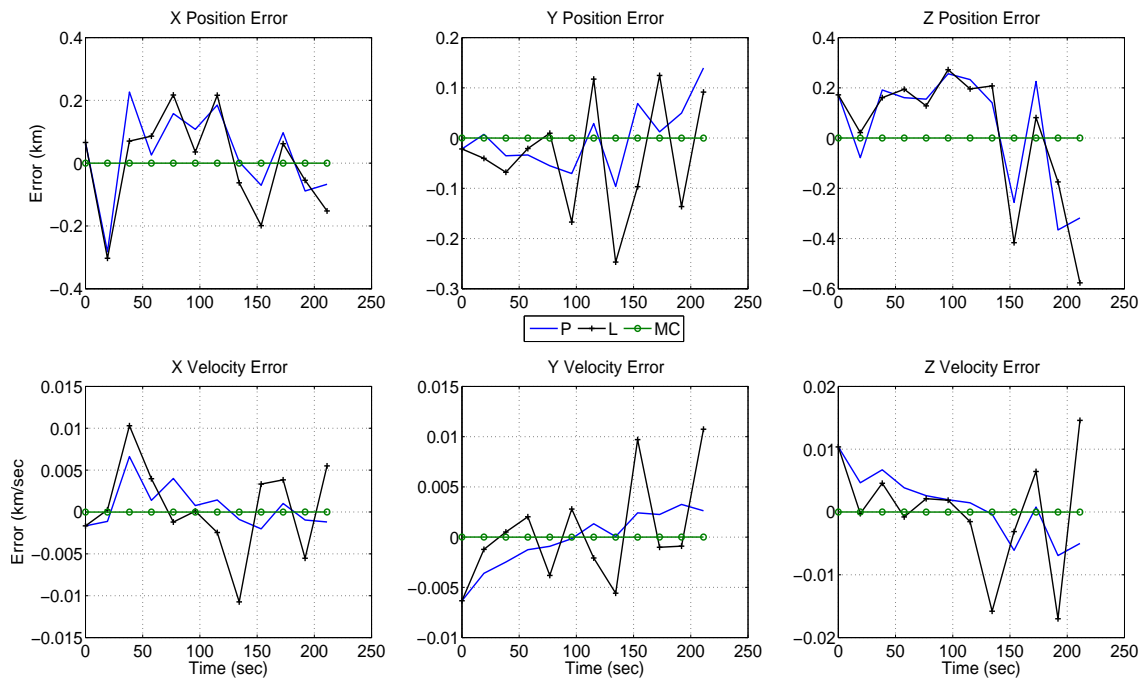 X Position Error
Error (km)
0.4
0.2
0
−0.2
−0.4
0 50 100 150 200 250
Y Position Error
0.2
0.1
0
−0.1
−0.2
−0.3
0 50 100 150 200 250
Z Position Error
0.4
0.2
0
−0.2
−0.4
−0.6
0 50 100 150 200 250
P L MC
X Velocity Error
Error (km/sec
0.015
0.01
0.005
0
−0.005
−0.01
−0.015
0 50 100 150 200 250
Time (sec)
Y Velocity Error
0.015
0.01
0.005
0
−0.005
−0.01
0 50 100 150 200 250
Time (sec)
Z Velocity Error
0.02
0.01
0
−0.01
−0.02
0 50 100 150 200 250
Time (sec)